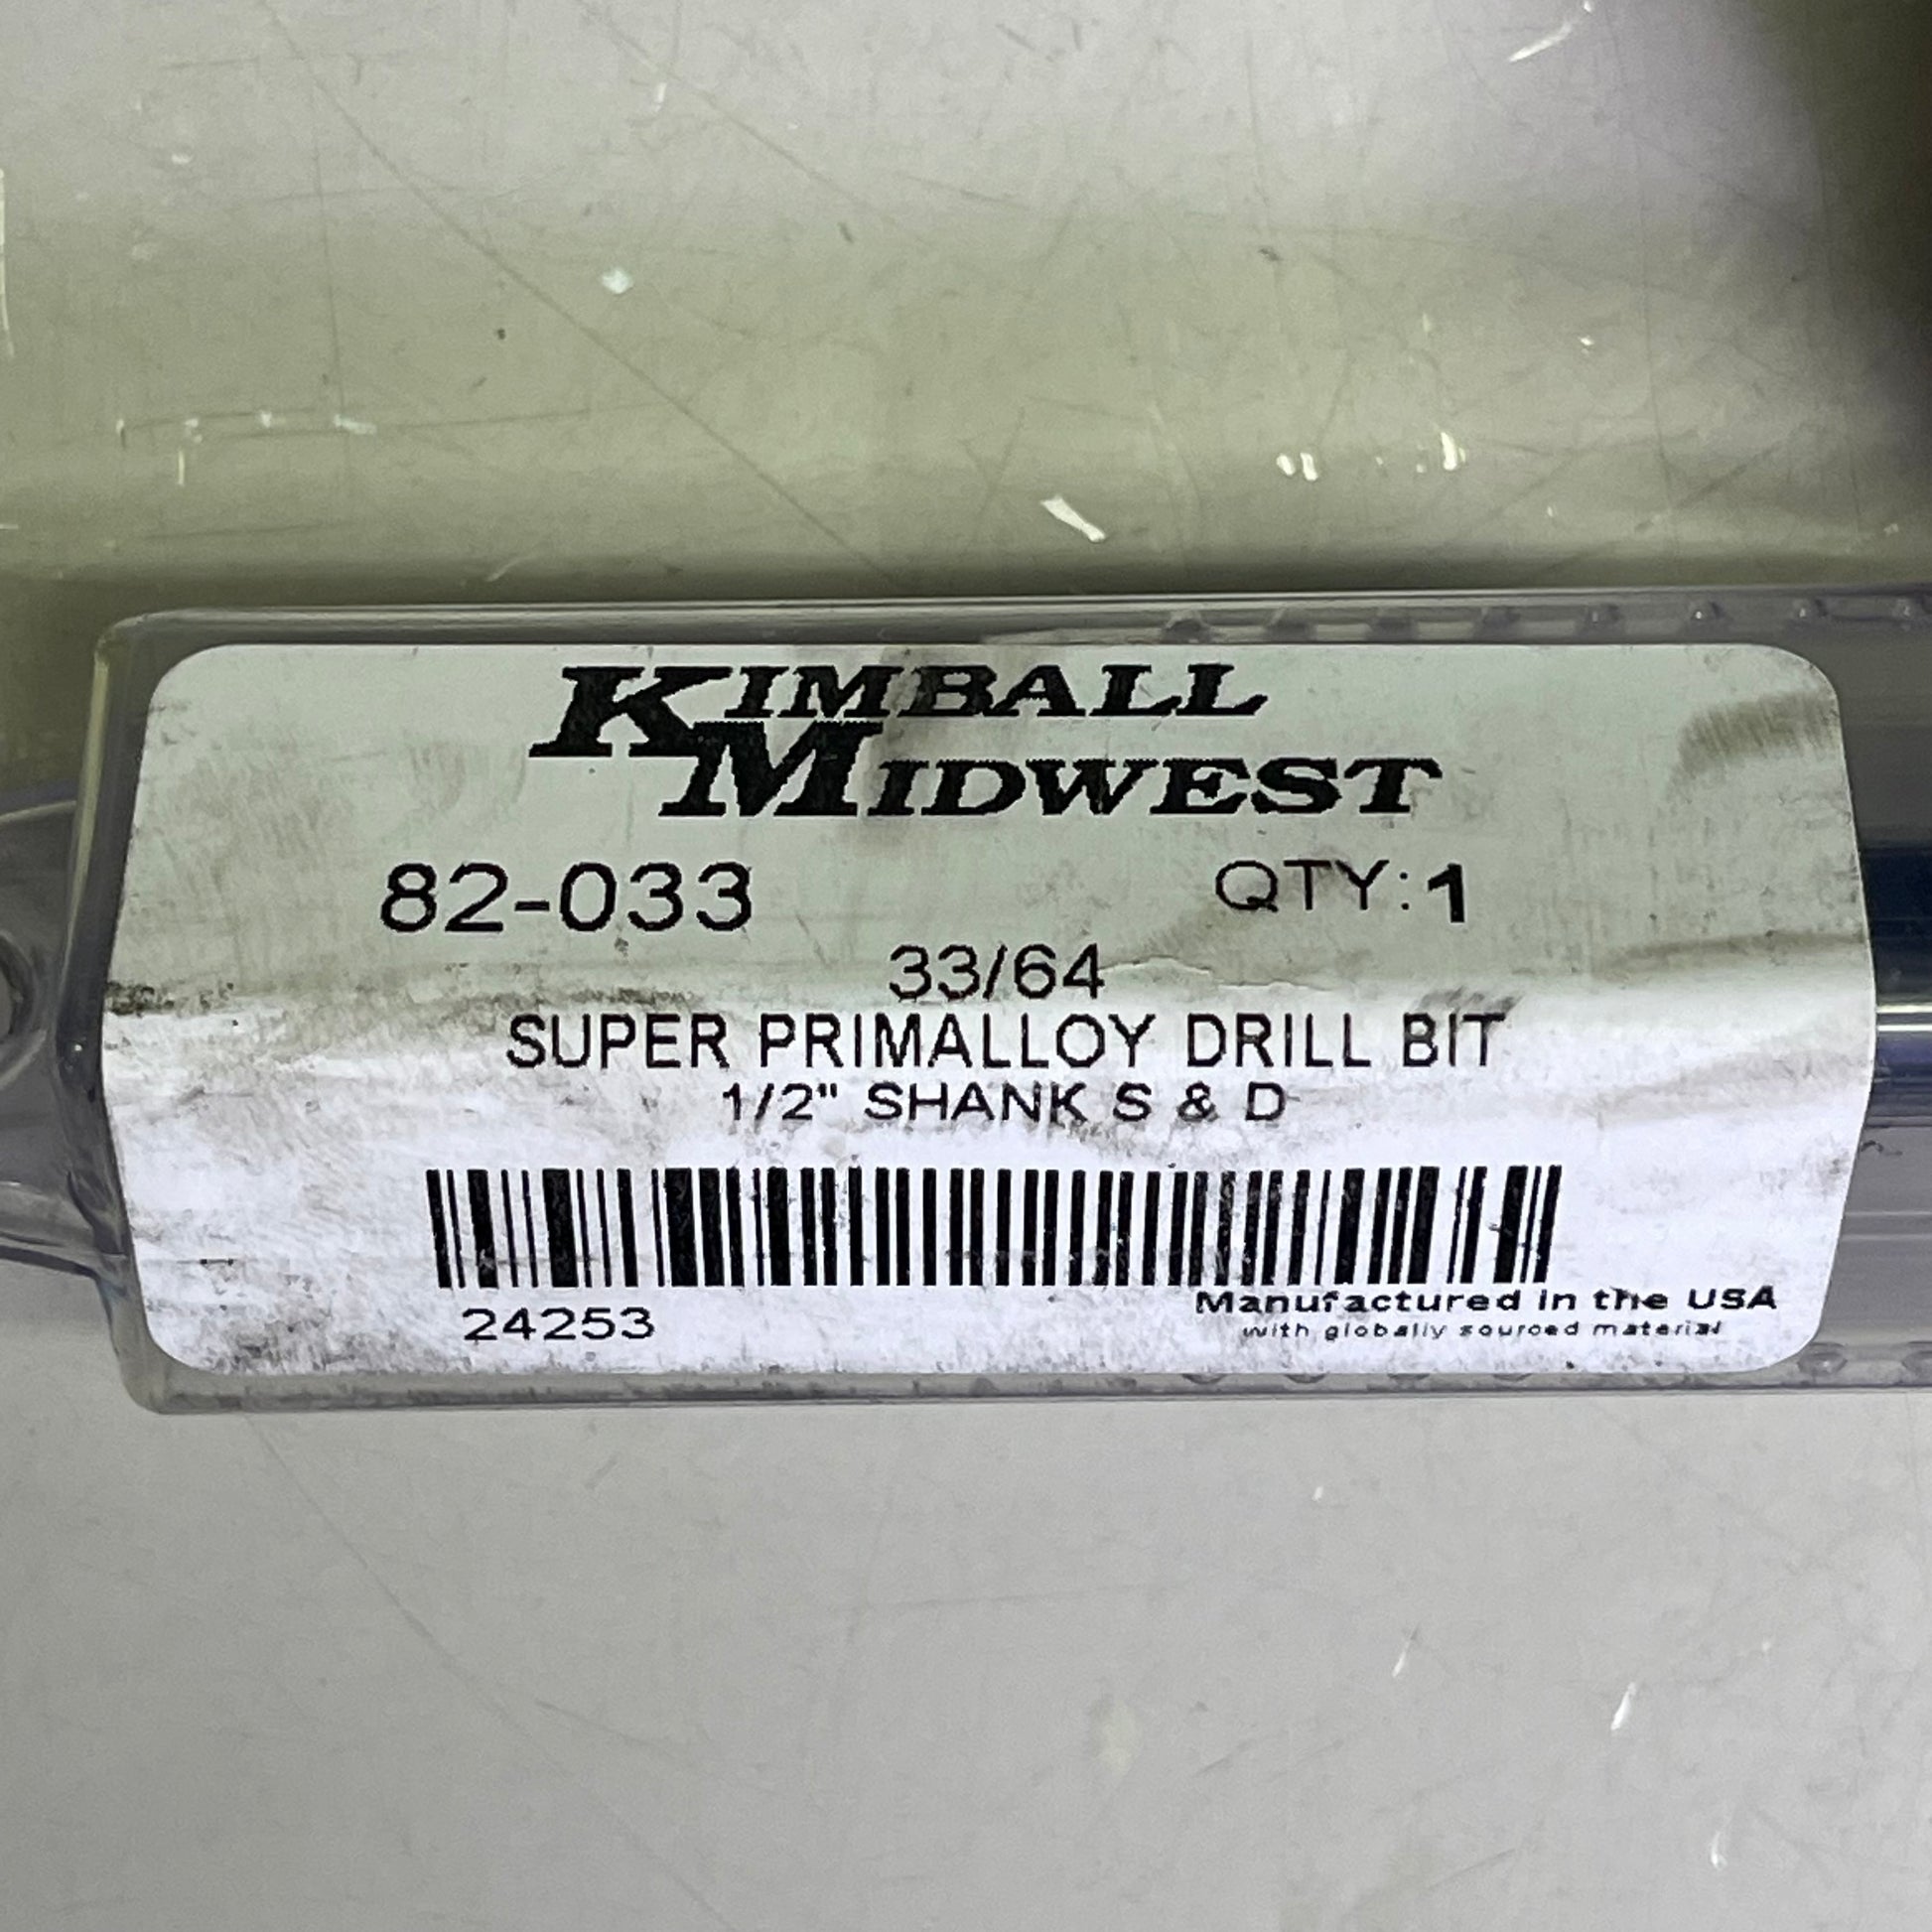 KIMBALL
MIDWEST
82-033 QTY:1
33/64
SUPER PRIMALLOY DRILL BIT
1/2" SHANK S & D
24253
Manufactured in the USA
with globally sourced material